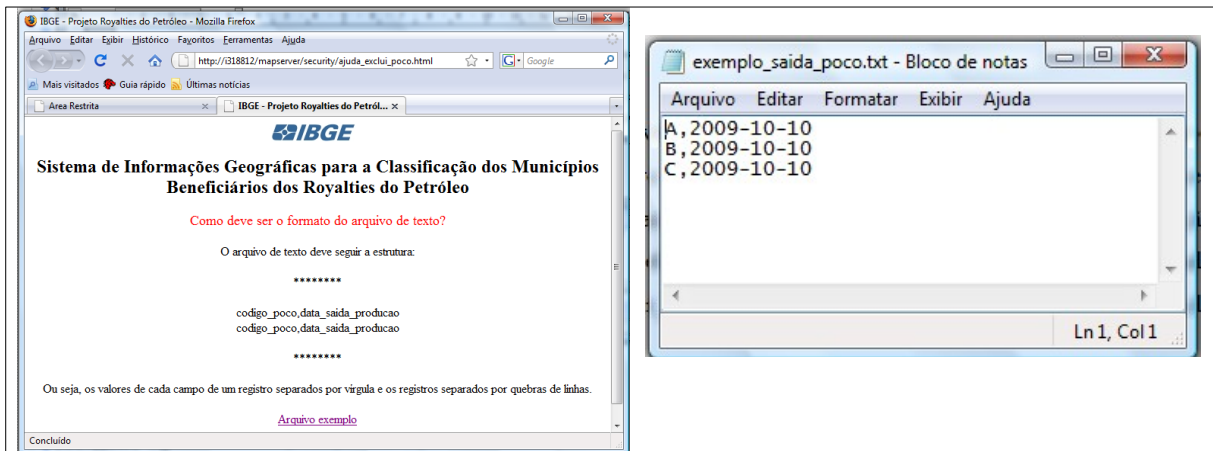 IBGE - Projeto Royalties do Petróleo - Mozilla Firefox
Arquivo Editar Exibir Histórico Favoritos Ferramentas Ajuda
http://i318812/mapserver/security/ajuda_exclui_poco.html
G Google
Mais visitados Guia rápido Últimas notícias
Area Restrita
IBGE - Projeto Royalties do Petról...
IBGE
Sistema de Informações Geográficas para a Classificação dos Municípios
Beneficiários dos Royalties do Petróleo
Como deve ser o formato do arquivo de texto?
O arquivo de texto deve seguir a estrutura:
********
codigo_poco,data_saida_producao
codigo_poco,data_saida_producao
********
Ou seja, os valores de cada campo de um registro separados por virgula e os registros separados por quebras de linhas.
Arquivo exemplo
Concluído
exemplo_saida_poco.txt - Bloco de notas
Arquivo Editar Formatar Exibir Ajuda
A,2009-10-10
B,2009-10-10
C,2009-10-10
Ln 1, Col 1